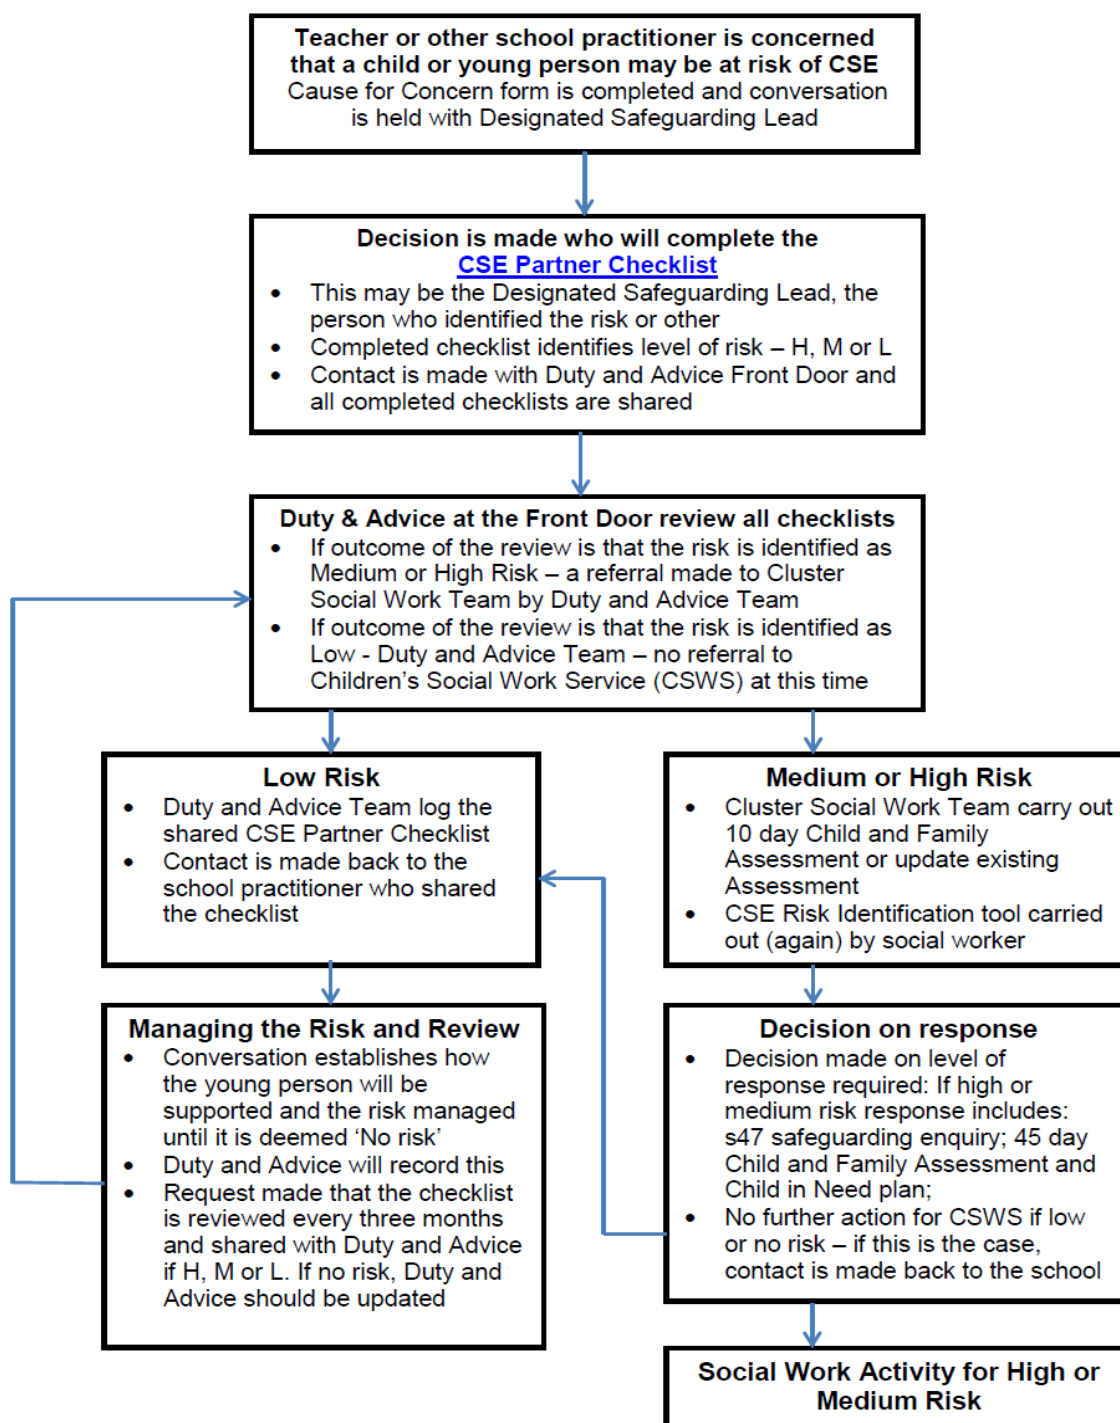 Teacher or other school practitioner is concerned
that a child or young person may be at risk of CSE
Cause for Concern form is completed and conversation
is held with Designated Safeguarding Lead
Decision is made who will complete the
CSE Partner Checklist
• This may be the Designated Safeguarding Lead, the
person who identified the risk or other
• Completed checklist identifies level of risk – H, M or L
• Contact is made with Duty and Advice Front Door and
all completed checklists are shared
Duty & Advice at the Front Door review all checklists
• If outcome of the review is that the risk is identified as
Medium or High Risk – a referral made to Cluster
Social Work Team by Duty and Advice Team
• If outcome of the review is that the risk is identified as
Low - Duty and Advice Team – no referral to
Children's Social Work Service (CSWS) at this time
Low Risk
• Duty and Advice Team log the
shared CSE Partner Checklist
• Contact is made back to the
school practitioner who shared
the checklist
Medium or High Risk
• Cluster Social Work Team carry out
10 day Child and Family
Assessment or update existing
Assessment
• CSE Risk Identification tool carried
out (again) by social worker
Managing the Risk and Review
• Conversation establishes how
the young person will be
supported and the risk managed
until it is deemed 'No risk'
• Duty and Advice will record this
• Request made that the checklist
is reviewed every three months
and shared with Duty and Advice
if H, M or L. If no risk, Duty and
Advice should be updated
Decision on response
• Decision made on level of
response required: If high or
medium risk response includes:
s47 safeguarding enquiry; 45 day
Child and Family Assessment and
Child in Need plan;
• No further action for CSWS if low
or no risk – if this is the case,
contact is made back to the school
Social Work Activity for High or
Medium Risk